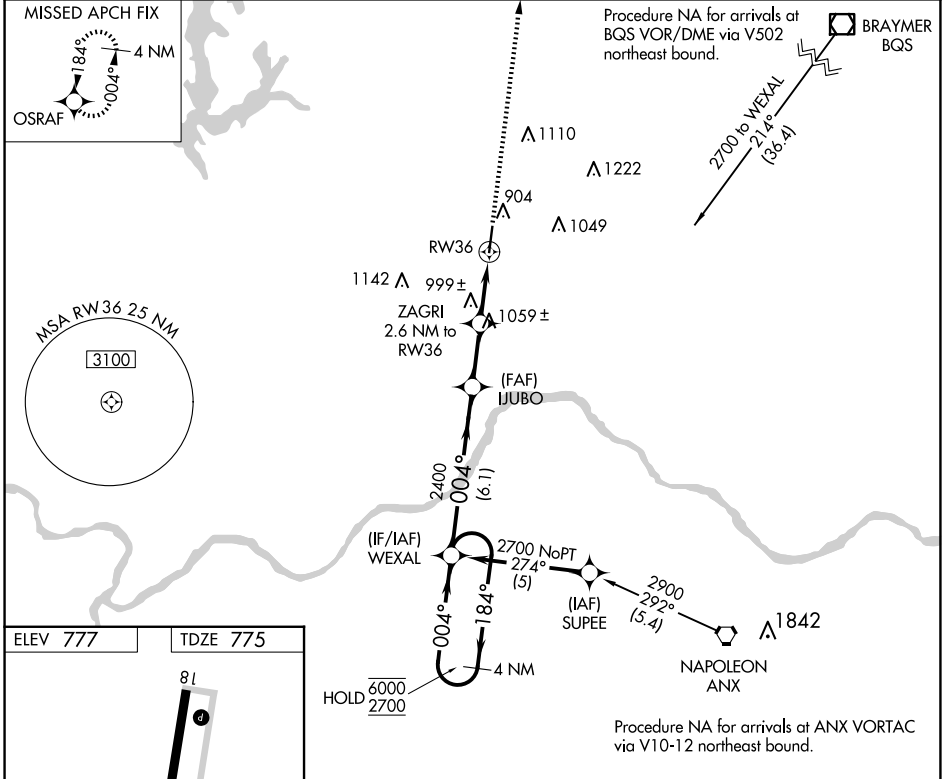 MISSED APCH FIX
4 NM
184°
004°
OSRAF
Procedure NA for arrivals at
BQS VOR/DME via V502
northeast bound.
BRAYMER
BQS
2700 to WEXAL
214°
(36.4)
1110
1222
904
1049
RW36
1142
999±
ZAGRI
2.6 NM to
RW36
1059±
MSA RW36 25 NM
3100
(FAF)
IJUBO
2400
004°
(6.1)
(IF/IAF)
WEXAL
2700 NoPT
274°
(5)
(IAF)
SUPEE
2900
292°
(5.4)
1842
NAPOLEON
ANX
004°
184°
4 NM
HOLD
6000
2700
ELEV 777
TDZE 775
18
P
Procedure NA for arrivals at ANX VORTAC
via V10-12 northeast bound.